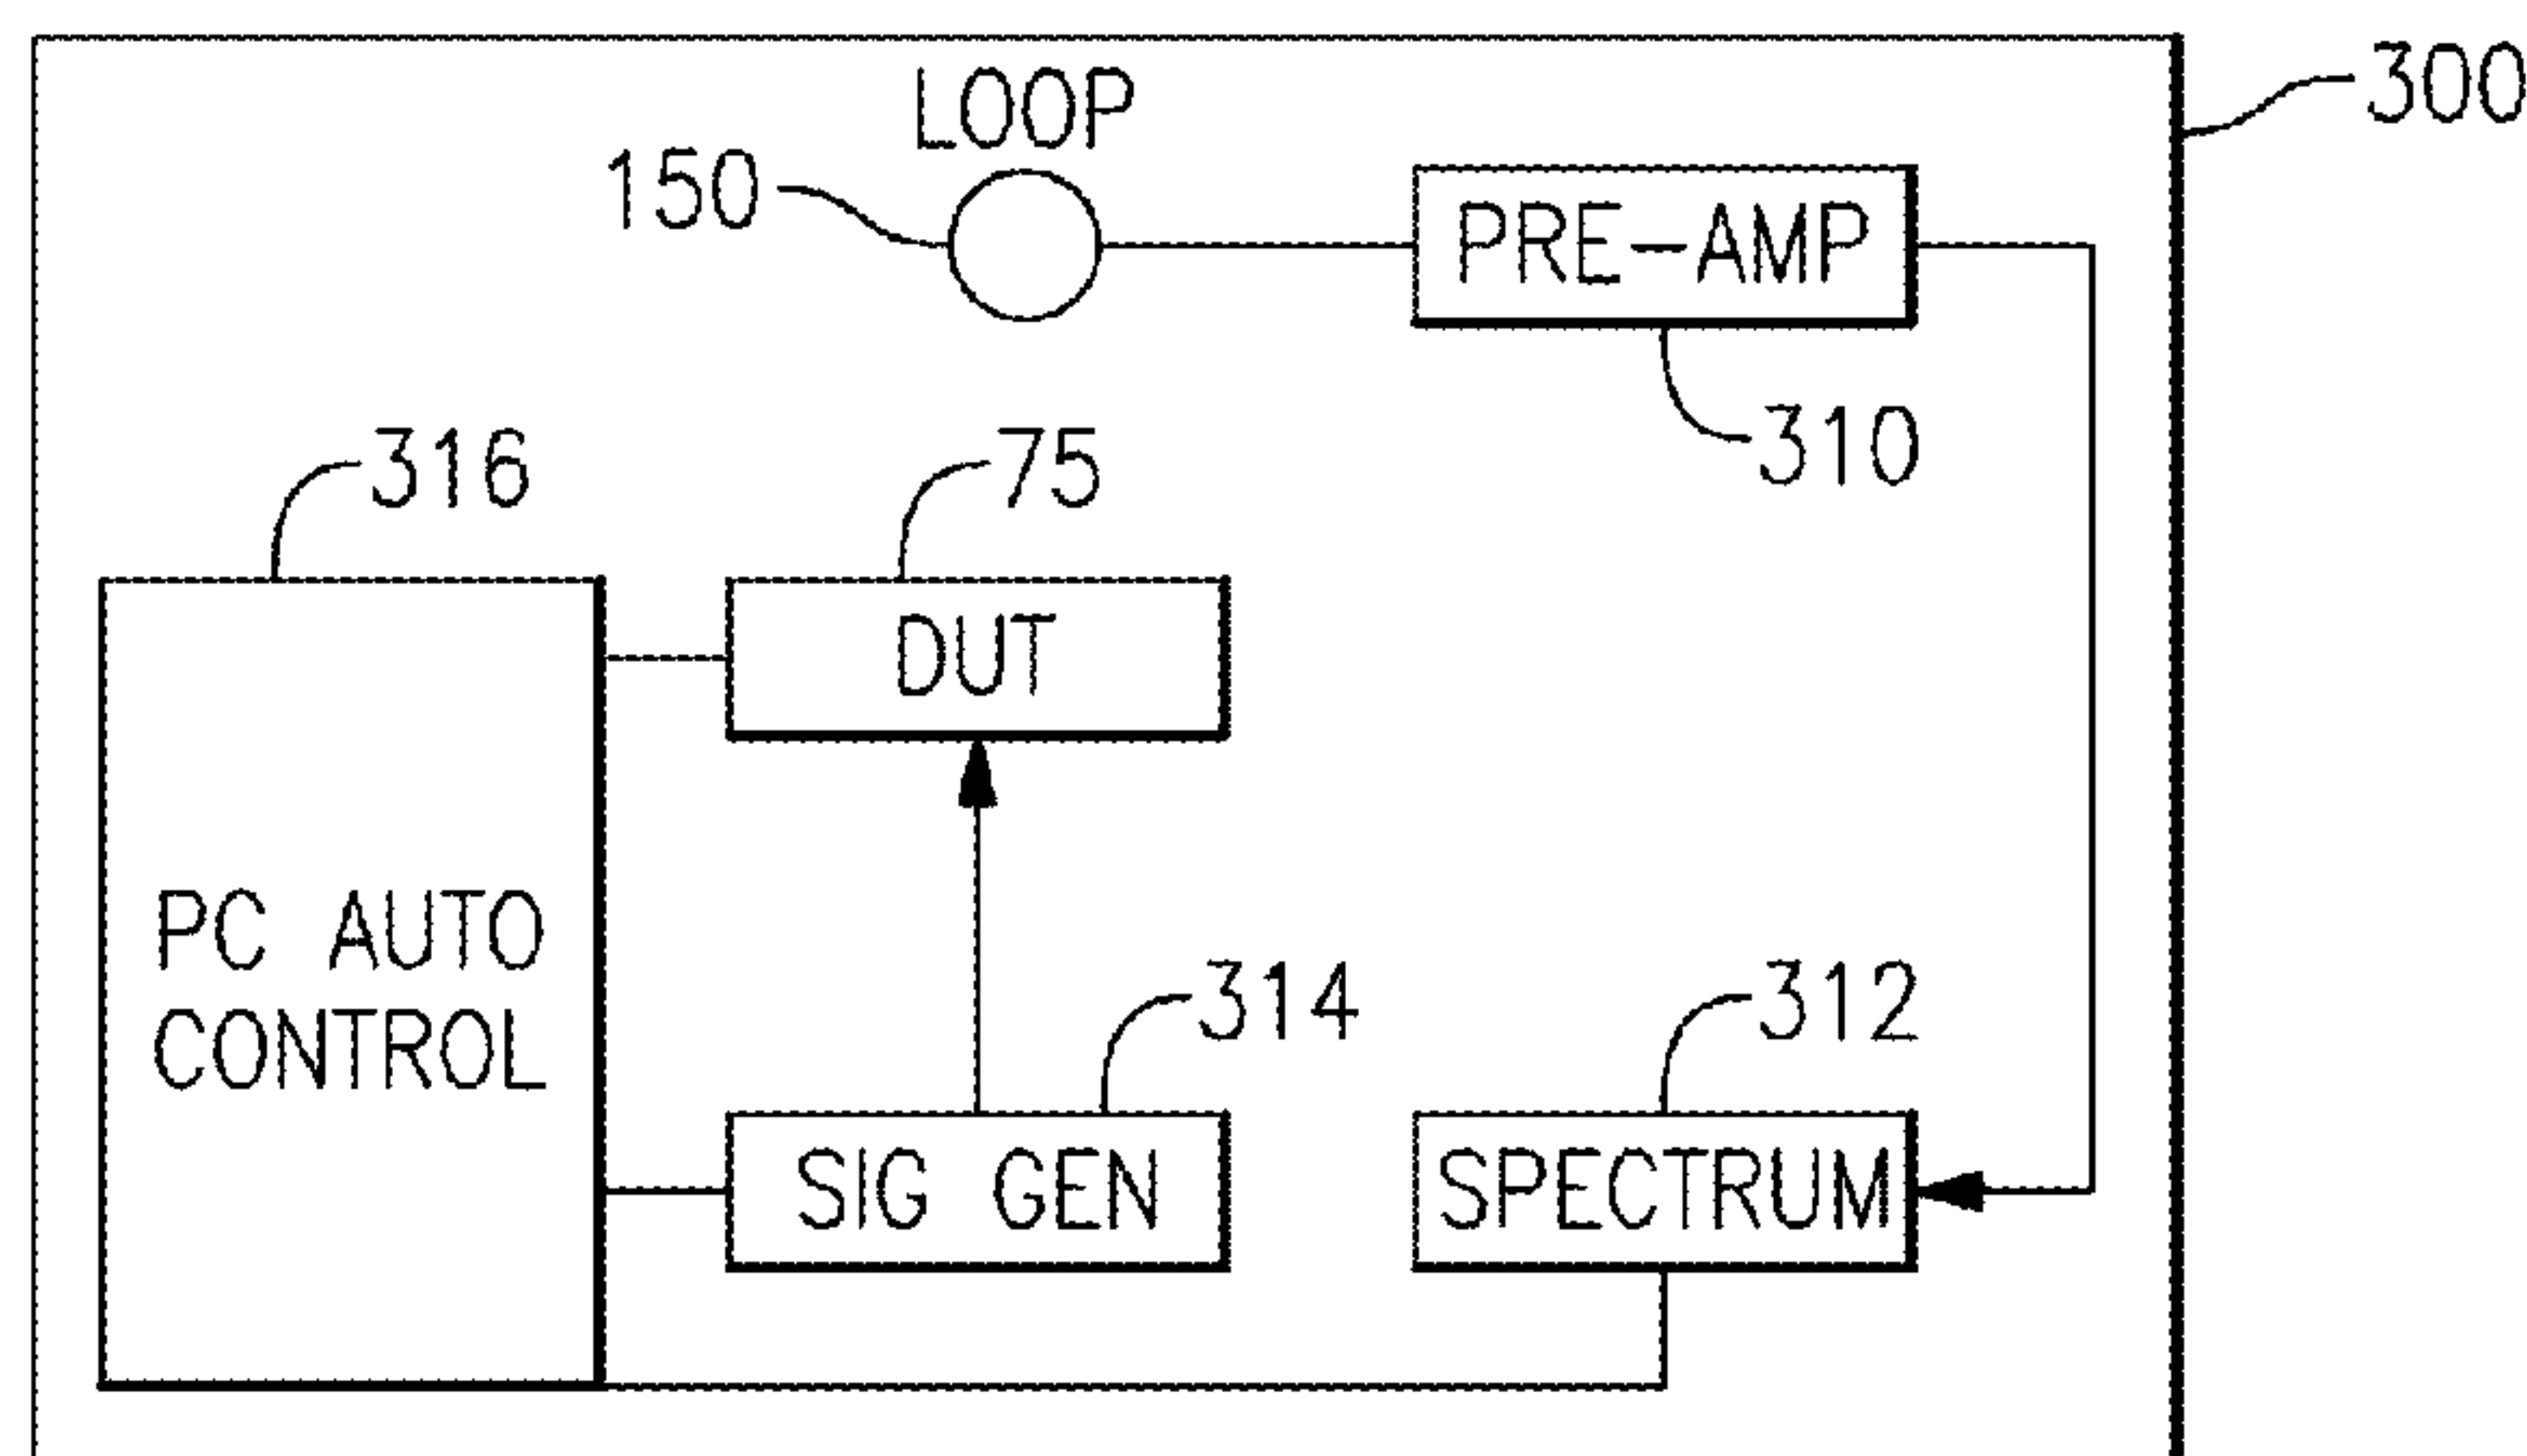 LOOP
300
150
PRE-AMP
310
316
75
DUT
PC AUTO
CONTROL
314
312
SIG GEN
SPECTRUM